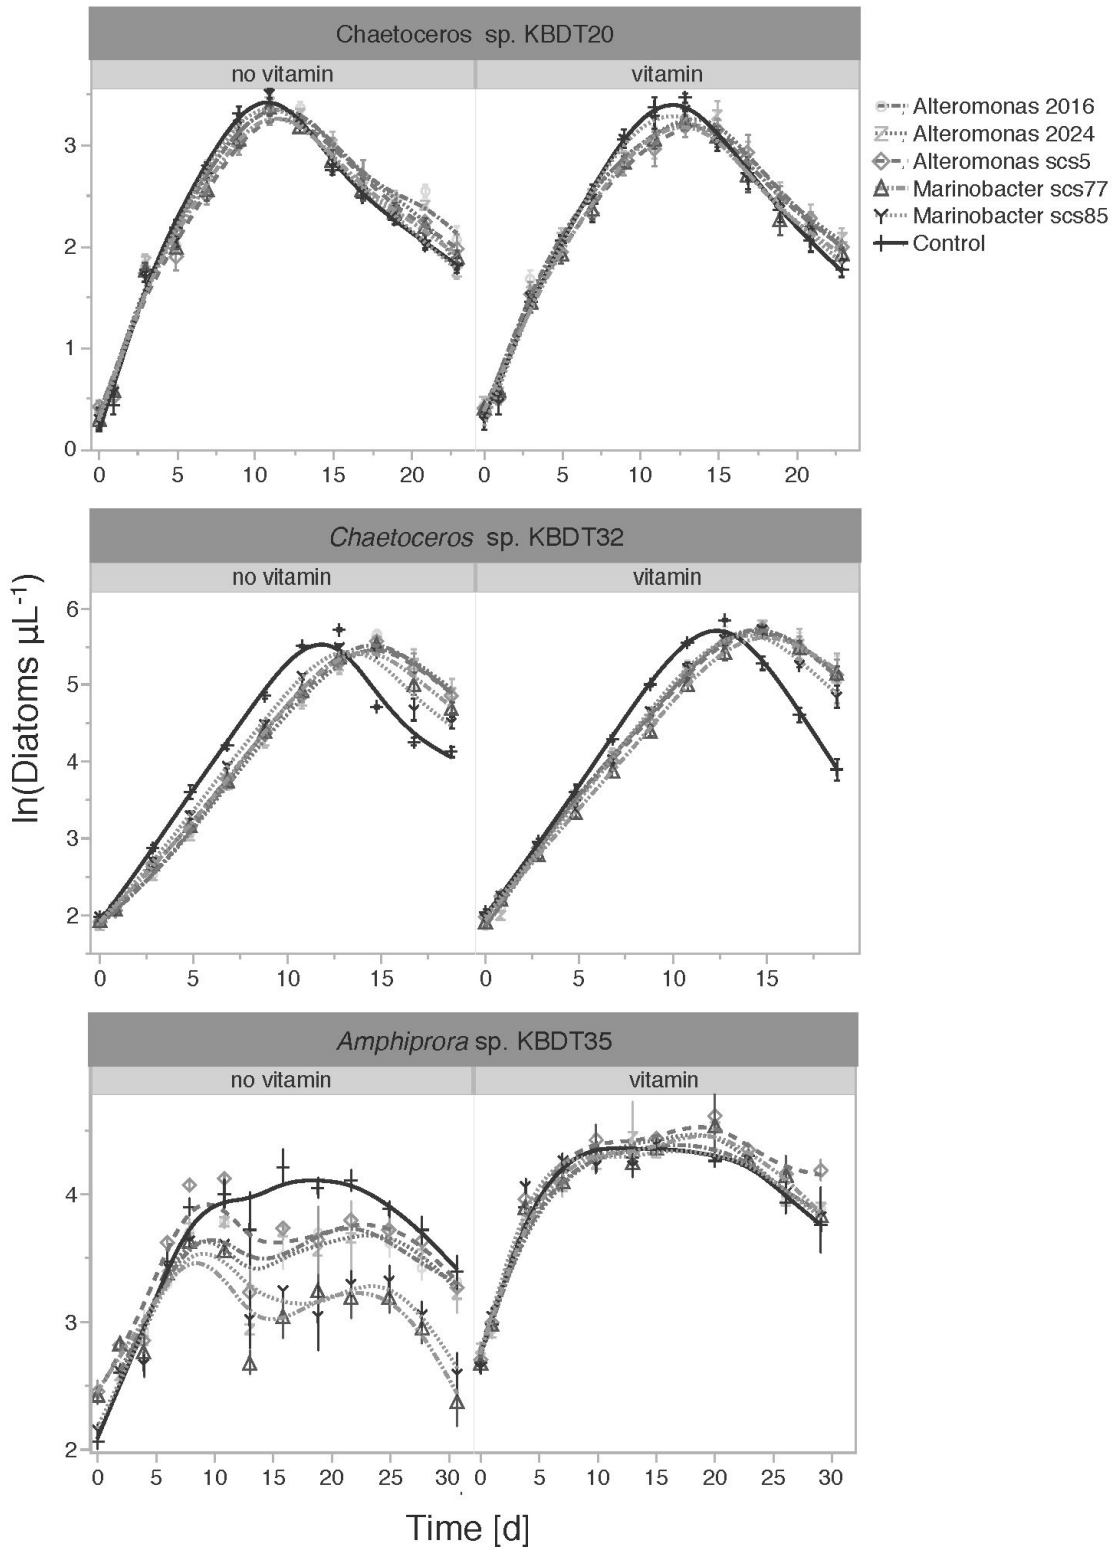 Chaetoceros sp. KBDT20
no vitamin vitamin
Alteromonas 2016
Alteromonas 2024
Alteromonas scs5
Marinobacter scs77
Marinobacter scs85
Control
3
2
1
0
0 5 10 15 20 0 5 10 15 20
Chaetoceros sp. KBDT32
no vitamin vitamin
ln(Diatoms µL⁻¹)
6
5
4
3
2
0 5 10 15 0 5 10 15
Amphiprora sp. KBDT35
no vitamin vitamin
4
3
2
0 5 10 15 20 25 30 0 5 10 15 20 25 30
Time [d]